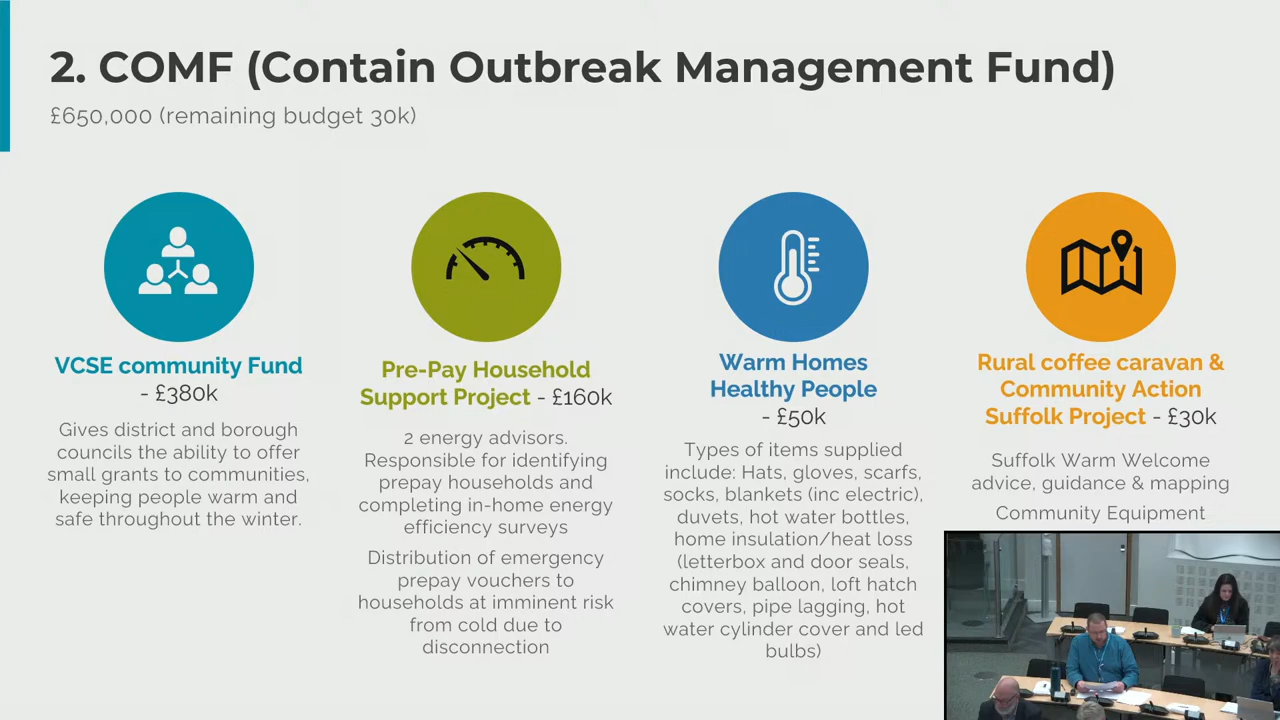 2. COMF (Contain Outbreak Management Fund)
£650,000 (remaining budget 30k)
VCSE community Fund
- £380k
Gives district and borough
councils the ability to offer
small grants to communities,
keeping people warm and
safe throughout the winter.
Pre-Pay Household
Support Project - £160k
2 energy advisors.
Responsible for identifying
prepay households and
completing in-home energy
efficiency surveys
Distribution of emergency
prepay vouchers to
households at imminent risk
from cold due to
disconnection
Warm Homes
Healthy People
- £50k
Types of items supplied
include: Hats, gloves, scarfs,
socks, blankets (inc electric),
duvets, hot water bottles,
home insulation/heat loss
(letterbox and door seals,
chimney balloon, loft hatch
covers, pipe lagging, hot
water cylinder cover and led
bulbs)
Rural coffee caravan &
Community Action
Suffolk Project - £30k
Suffolk Warm Welcome
advice, guidance & mapping
Community Equipment